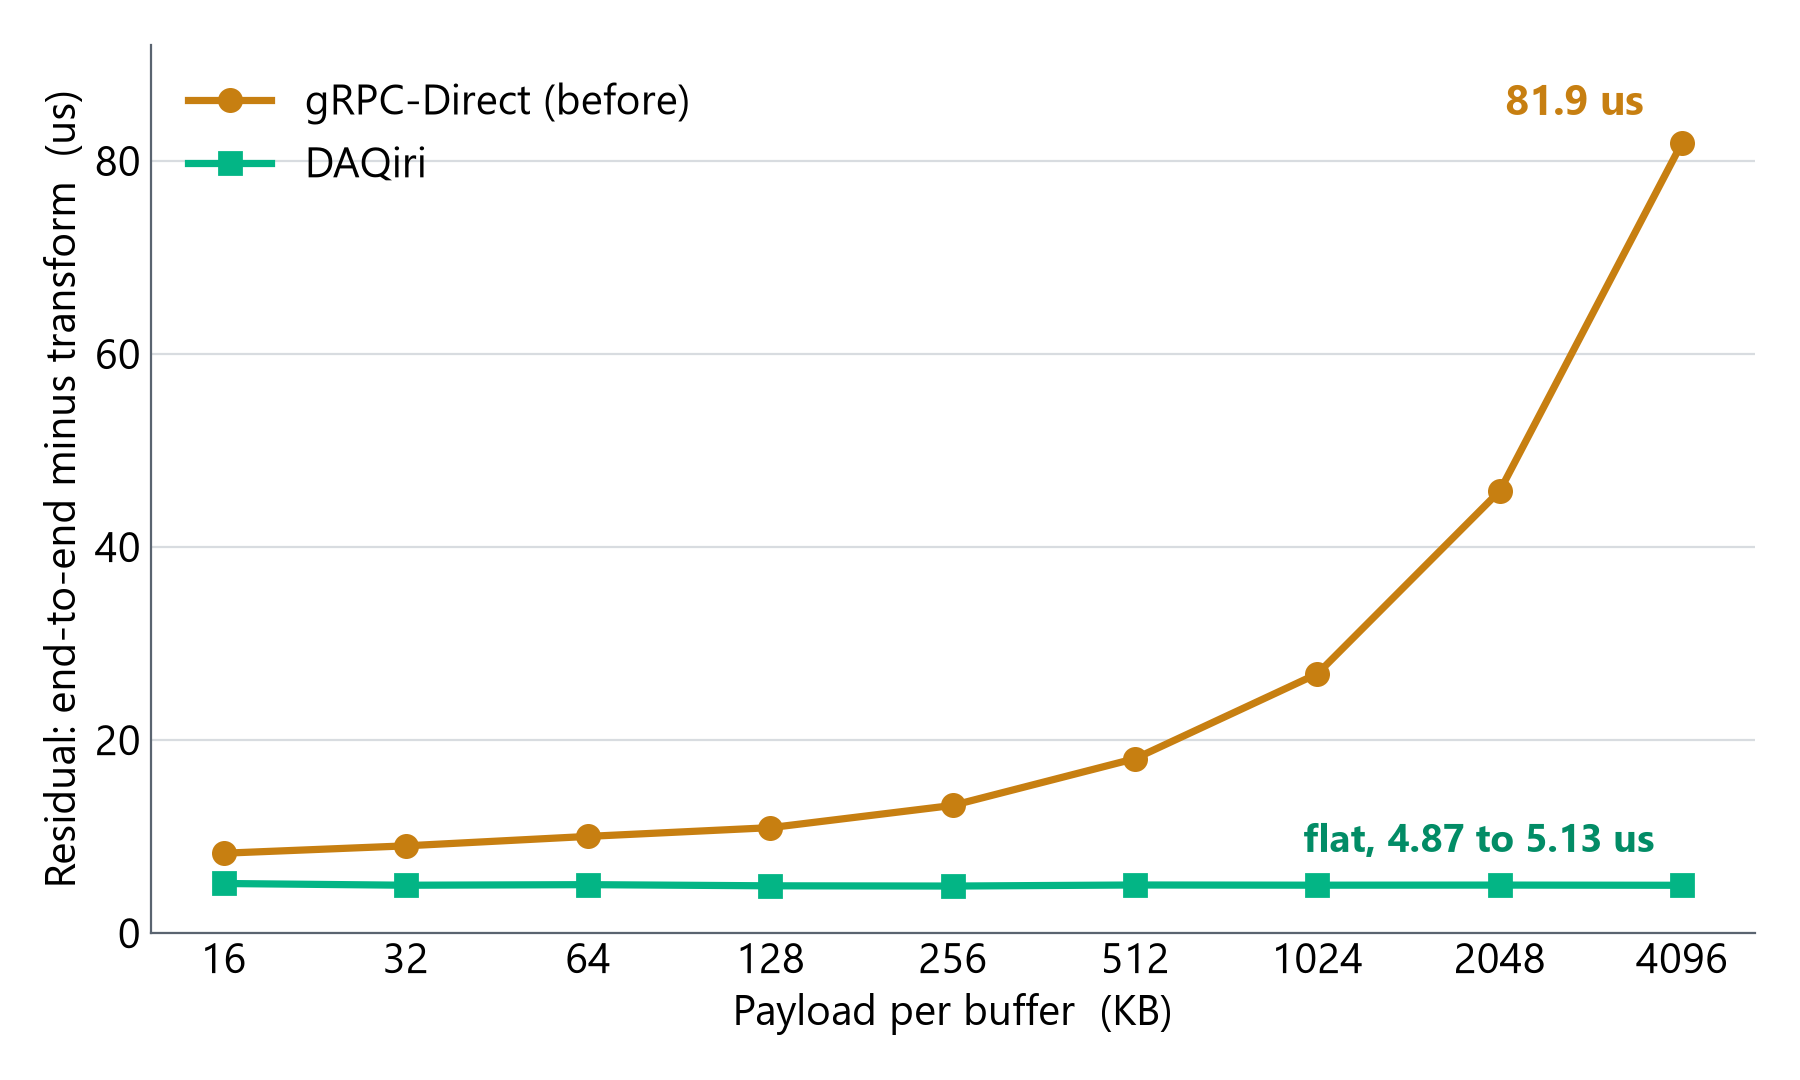 gRPC-Direct (before)
DAQiri
81.9 us
flat, 4.87 to 5.13 us
Residual: end-to-end minus transform (us)
80
60
40
20
0
16 32 64 128 256 512 1024 2048 4096
Payload per buffer (KB)